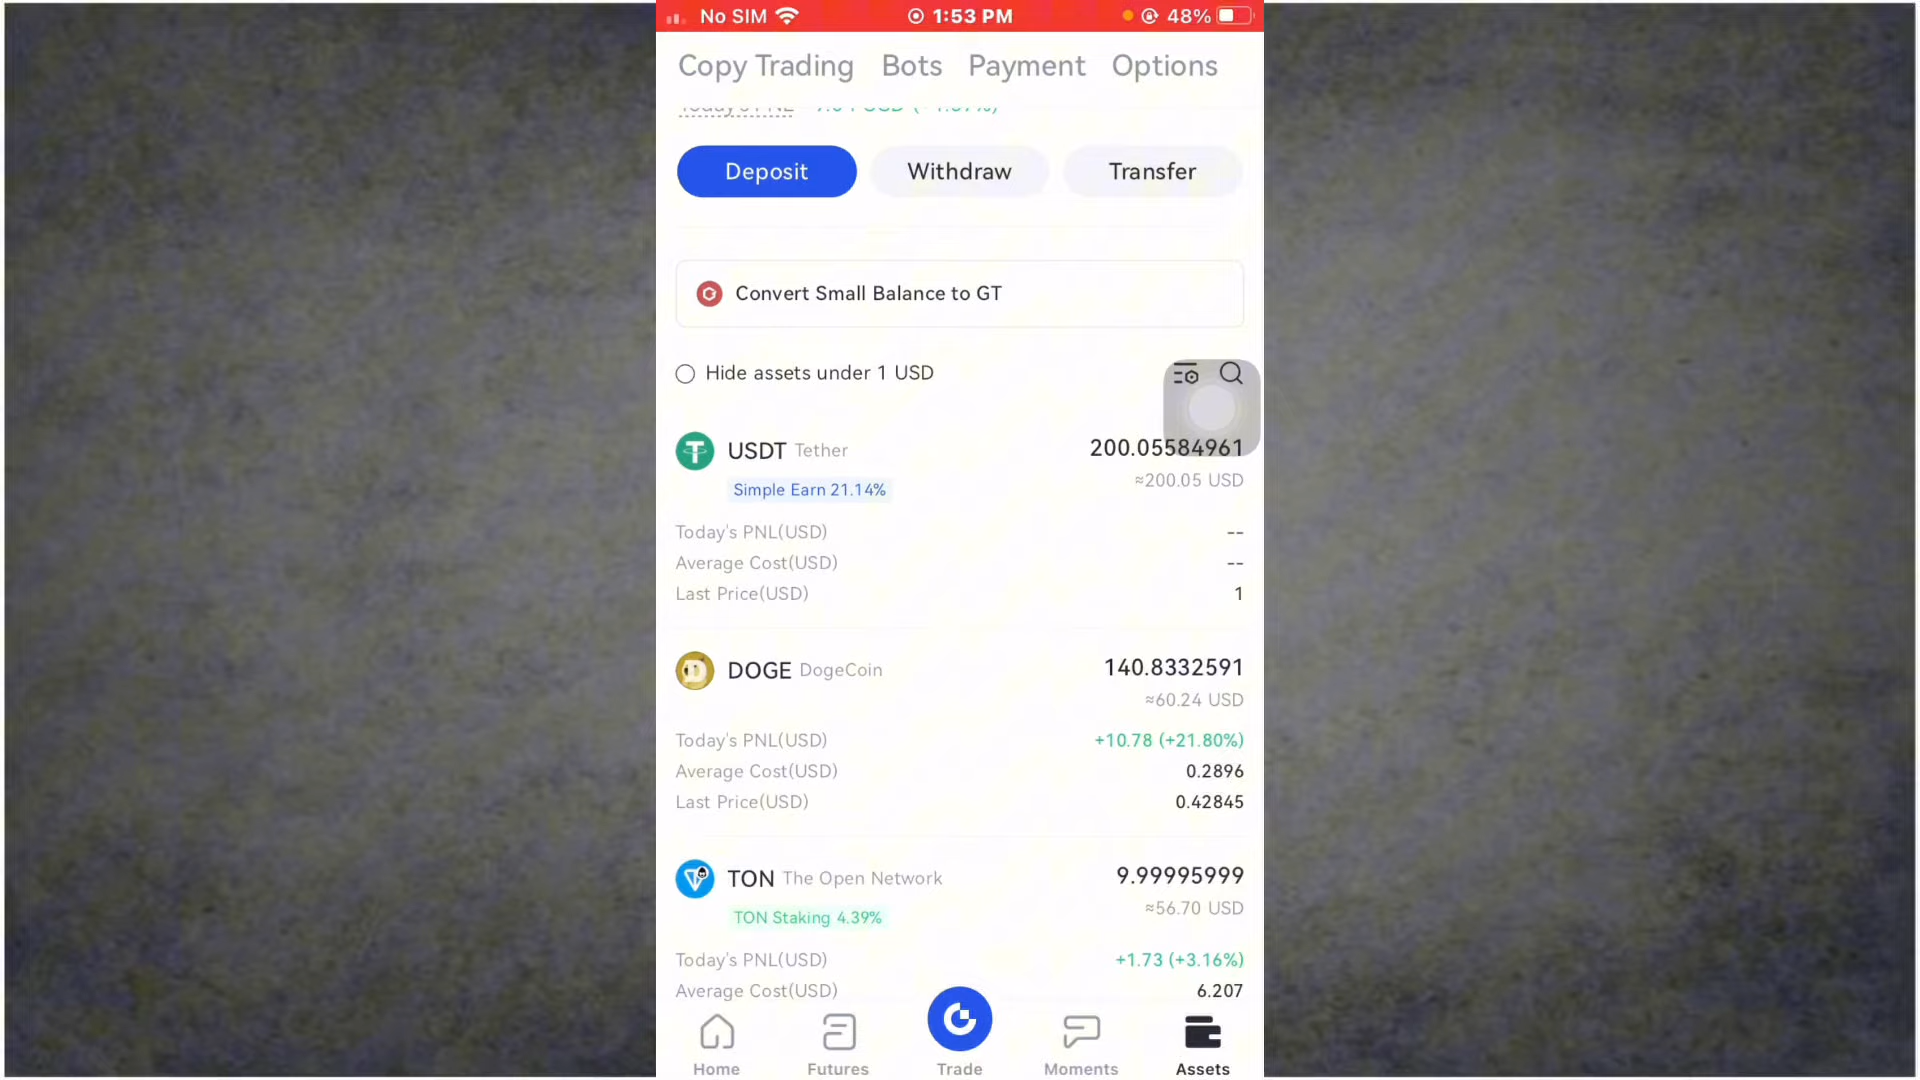 No SIM 1:53 PM 48%
Copy Trading Bots Payment Options
Today's PNL
Deposit Withdraw Transfer
Convert Small Balance to GT
Hide assets under 1 USD
USDT Tether 200.05584961
≈200.05 USD
Simple Earn 21.14%
Today's PNL(USD) --
Average Cost(USD) --
Last Price(USD) 1
DOGE DogeCoin 140.8332591
≈60.24 USD
Today's PNL(USD) +10.78 (+21.80%)
Average Cost(USD) 0.2896
Last Price(USD) 0.42845
TON The Open Network 9.99995999
≈56.70 USD
TON Staking 4.39%
Today's PNL(USD) +1.73 (+3.16%)
Average Cost(USD) 6.207
Home Futures Trade Moments Assets